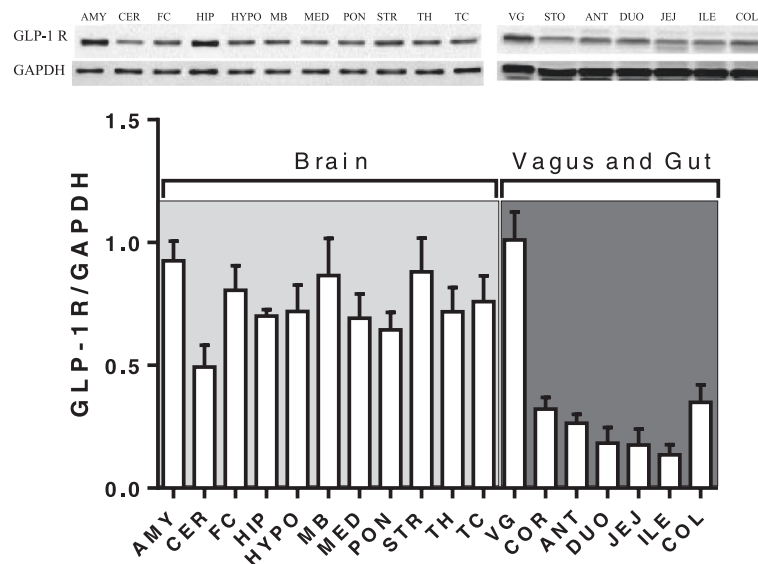 AMY CER FC HIP HYPO MB MED PON STR TH TC VG STO ANT DUO JEJ ILE COL
GLP-1 R
GAPDH
1.5
Brain Vagus and Gut
1.0
0.5
0.0
GLP-1R/GAPDH
AMY CER FC HIP HYPO MB MED PON STR TH TC VG COR ANT DUO JEJ ILE COL